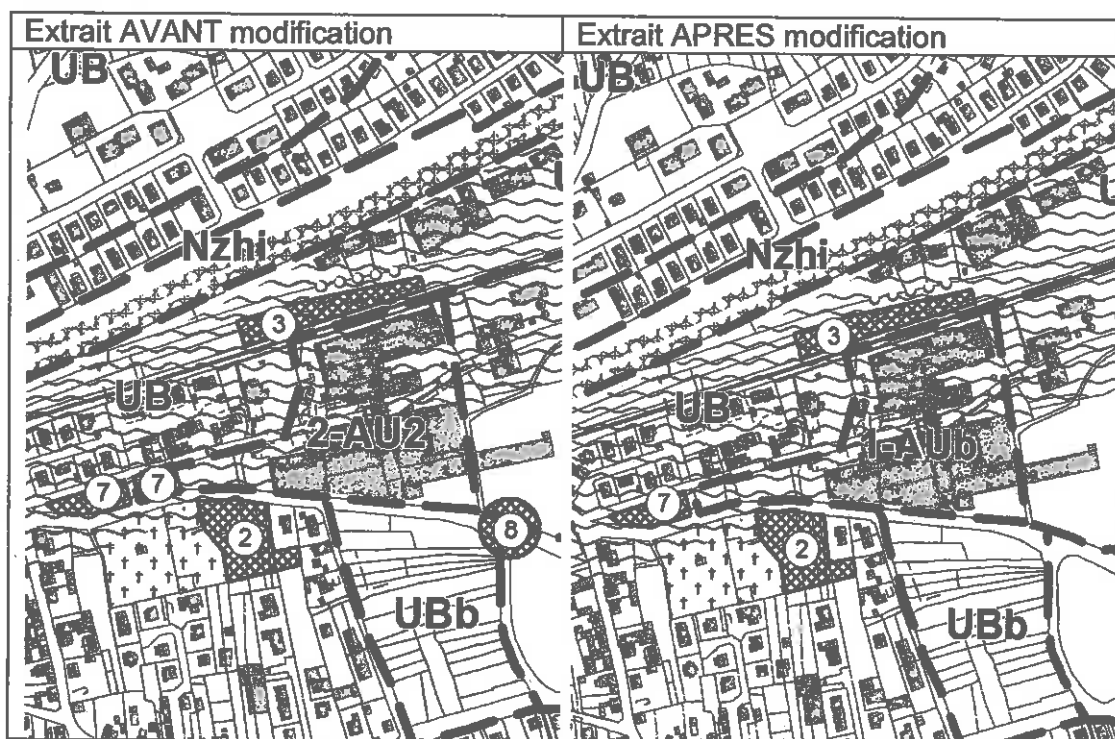 Extrait AVANT modification
UB
Nzhi
3
UB
2-AU2
7
7
2
8
UBb
Extrait APRES modification
UB
Nzhi
3
UB
1-AUb
7
2
UBb